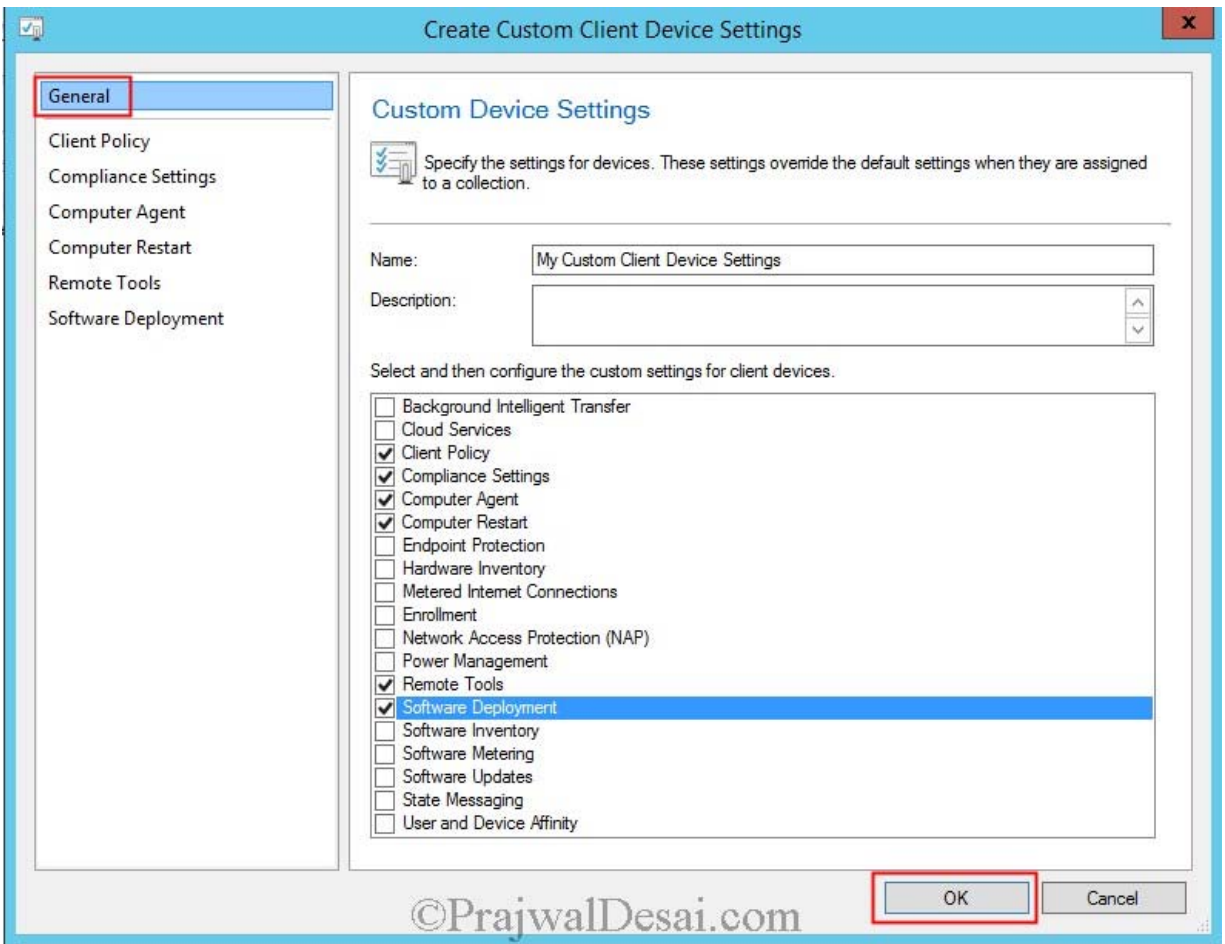 Create Custom Client Device Settings
x
General
Client Policy
Compliance Settings
Computer Agent
Computer Restart
Remote Tools
Software Deployment
Custom Device Settings
Specify the settings for devices. These settings override the default settings when they are assigned
to a collection.
Name:
My Custom Client Device Settings
Description:
Select and then configure the custom settings for client devices.
Background Intelligent Transfer
Cloud Services
Client Policy
Compliance Settings
Computer Agent
Computer Restart
Endpoint Protection
Hardware Inventory
Metered Internet Connections
Enrollment
Network Access Protection (NAP)
Power Management
Remote Tools
Software Deployment
Software Inventory
Software Metering
Software Updates
State Messaging
User and Device Affinity
OK
Cancel
©PrajwalDesai.com